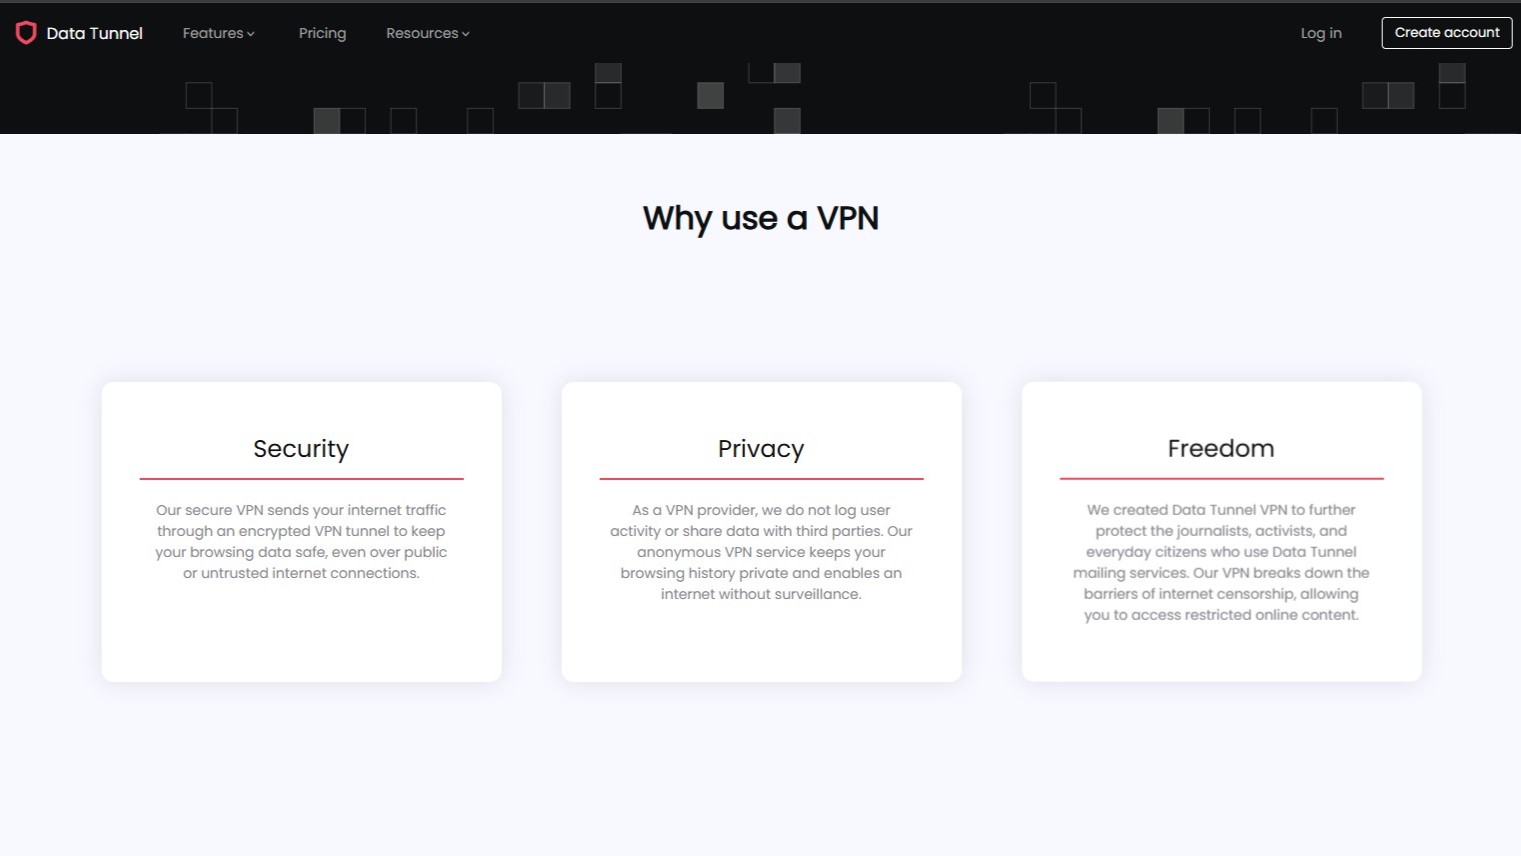 Data Tunnel Features Pricing Resources Log in Create account
Why use a VPN
Security
Our secure VPN sends your internet traffic
through an encrypted VPN tunnel to keep
your browsing data safe, even over public
or untrusted internet connections.
Privacy
As a VPN provider, we do not log user
activity or share data with third parties. Our
anonymous VPN service keeps your
browsing history private and enables an
internet without surveillance.
Freedom
We created Data Tunnel VPN to further
protect the journalists, activists, and
everyday citizens who use Data Tunnel
mailing services. Our VPN breaks down the
barriers of internet censorship, allowing
you to access restricted online content.